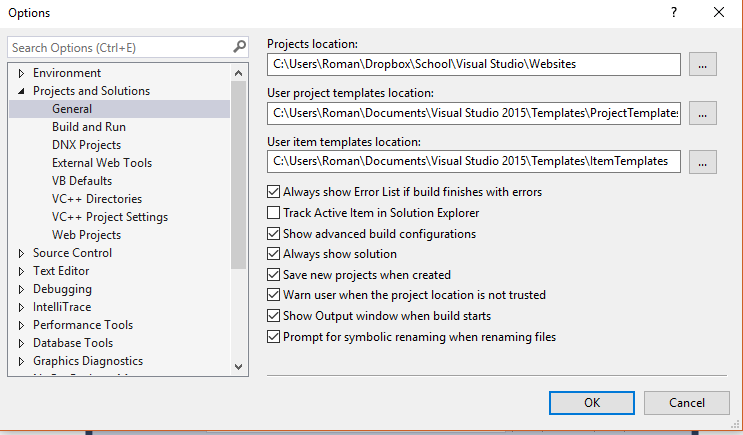 Options
?
Search Options (Ctrl+E)
Environment
Projects and Solutions
General
Build and Run
DNX Projects
External Web Tools
VB Defaults
VC++ Directories
VC++ Project Settings
Web Projects
Source Control
Text Editor
Debugging
IntelliTrace
Performance Tools
Database Tools
Graphics Diagnostics
Projects location:
C:\Users\Roman\Dropbox\School\Visual Studio\Websites
...
User project templates location:
C:\Users\Roman\Documents\Visual Studio 2015\Templates\ProjectTemplates
...
User item templates location:
C:\Users\Roman\Documents\Visual Studio 2015\Templates\ItemTemplates
...
Always show Error List if build finishes with errors
Track Active Item in Solution Explorer
Show advanced build configurations
Always show solution
Save new projects when created
Warn user when the project location is not trusted
Show Output window when build starts
Prompt for symbolic renaming when renaming files
OK
Cancel